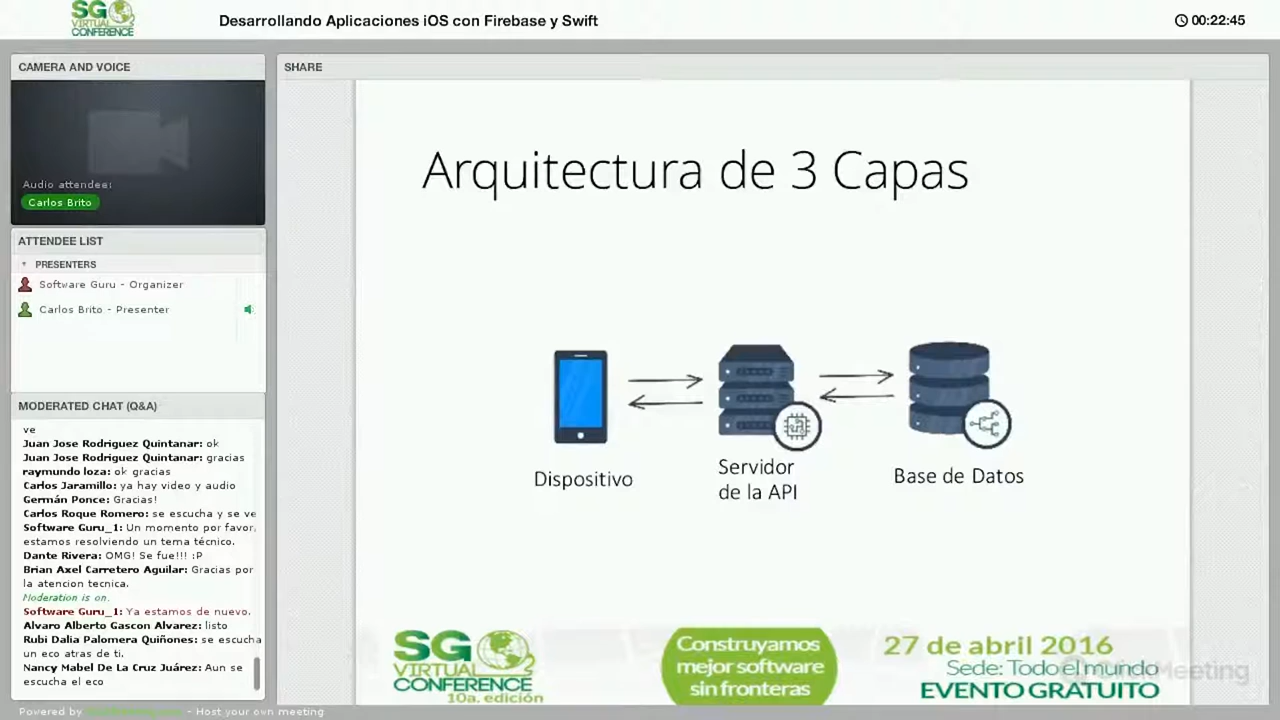 SG
VIRTUAL
CONFERENCE
Desarrollando Aplicaciones iOS con Firebase y Swift
00:22:45
CAMERA AND VOICE
Audio attendee:
Carlos Brito
ATTENDEE LIST
PRESENTERS
Software Guru - Organizer
Carlos Brito - Presenter
MODERATED CHAT (Q&A)
ve
Juan Jose Rodriguez Quintanar: ok
Juan Jose Rodriguez Quintanar: gracias
raymundo loza: ok gracias
Carlos Jaramillo: ya hay video y audio
Germán Ponce: Gracias!
Carlos Roque Romero: se escucha y se ve
Software Guru_1: Un momento por favor,
estamos resolviendo un tema técnico.
Dante Rivera: OMG! Se fue!!! :P
Brian Axel Carretero Aguilar: Gracias por
la atencion tecnica.
Moderation is on.
Software Guru_1: Ya estamos de nuevo.
Alvaro Alberto Gascon Alvarez: listo
Rubi Dalia Palomera Quiñones: se escucha
un eco atras de ti.
Nancy Mabel De La Cruz Juárez: Aun se
escucha el eco
Powered by - Host your own meeting
SHARE
Arquitectura de 3 Capas
Dispositivo
Servidor
de la API
Base de Datos
SG
VIRTUAL
CONFERENCE
10a. edición
Construyamos
mejor software
sin fronteras
27 de abril 2016
Sede: Todo el mundo
EVENTO GRATUITO
ClickMeeting